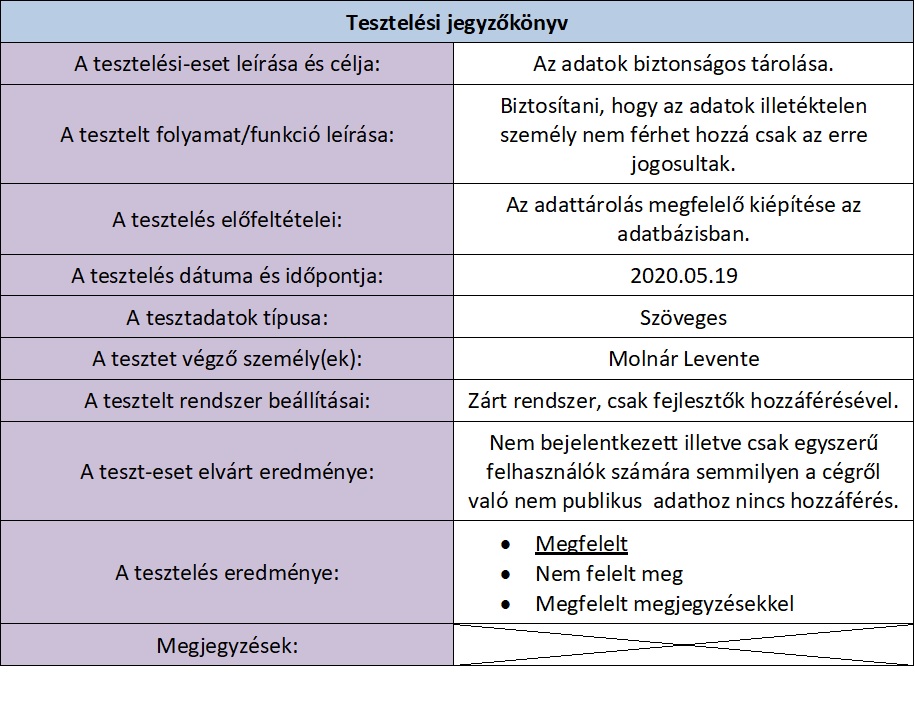 Tesztelési jegyzőkönyv
A tesztelési-eset leírása és célja:
Az adatok biztonságos tárolása.
A tesztelt folyamat/funkció leírása:
Biztosítani, hogy az adatok illetéktelen
személy nem férhet hozzá csak az erre
jogosultak.
A tesztelés előfeltételei:
Az adattárolás megfelelő kiépítése az
adatbázisban.
A tesztelés dátuma és időpontja:
2020.05.19
A tesztadatok típusa:
Szöveges
A tesztet végző személy(ek):
Molnár Levente
A tesztelt rendszer beállításai:
Zárt rendszer, csak fejlesztők hozzáférésével.
A teszt-eset elvárt eredménye:
Nem bejelentkezett illetve csak egyszerű
felhasználók számára semmilyen a cégről
való nem publikus  adathoz nincs hozzáférés.
A tesztelés eredménye:
• Megfelelt
• Nem felelt meg
• Megfelelt megjegyzésekkel
Megjegyzések: